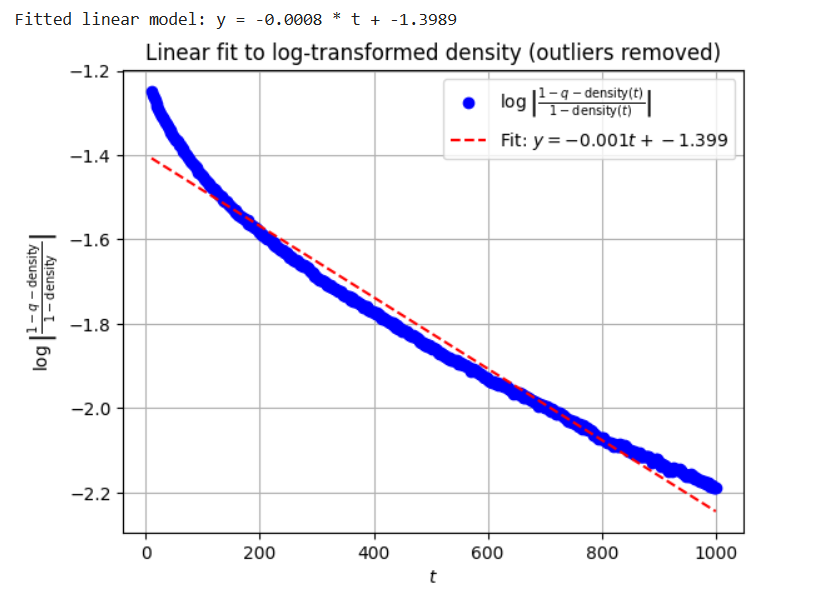 Fitted linear model: y = -0.0008 * t + -1.3989
Linear fit to log-transformed density (outliers removed)
log |(1 − q − density(t))/(1 − density(t))|
Fit: y = −0.001t + − 1.399
log |(1 − q − density)/(1 − density)|
−1.2
−1.4
−1.6
−1.8
−2.0
−2.2
0 200 400 600 800 1000
t